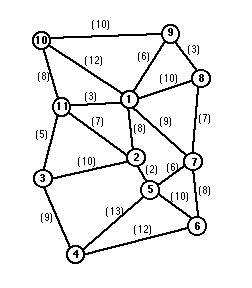 (10)
10 9
(12) (6) (3)
(8) (10) 8
(3) 1
11
(7) (8) (9) (7)
(5)
(10) 2 7
3 (2) (6)
5 (8)
(9) (13) (10)
(12) 6
4